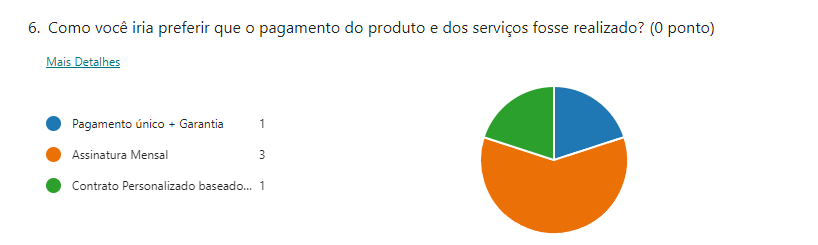 6. Como você iria preferir que o pagamento do produto e dos serviços fosse realizado? (0 ponto)
Mais Detalhes
Pagamento único + Garantia 1
Assinatura Mensal 3
Contrato Personalizado baseado... 1